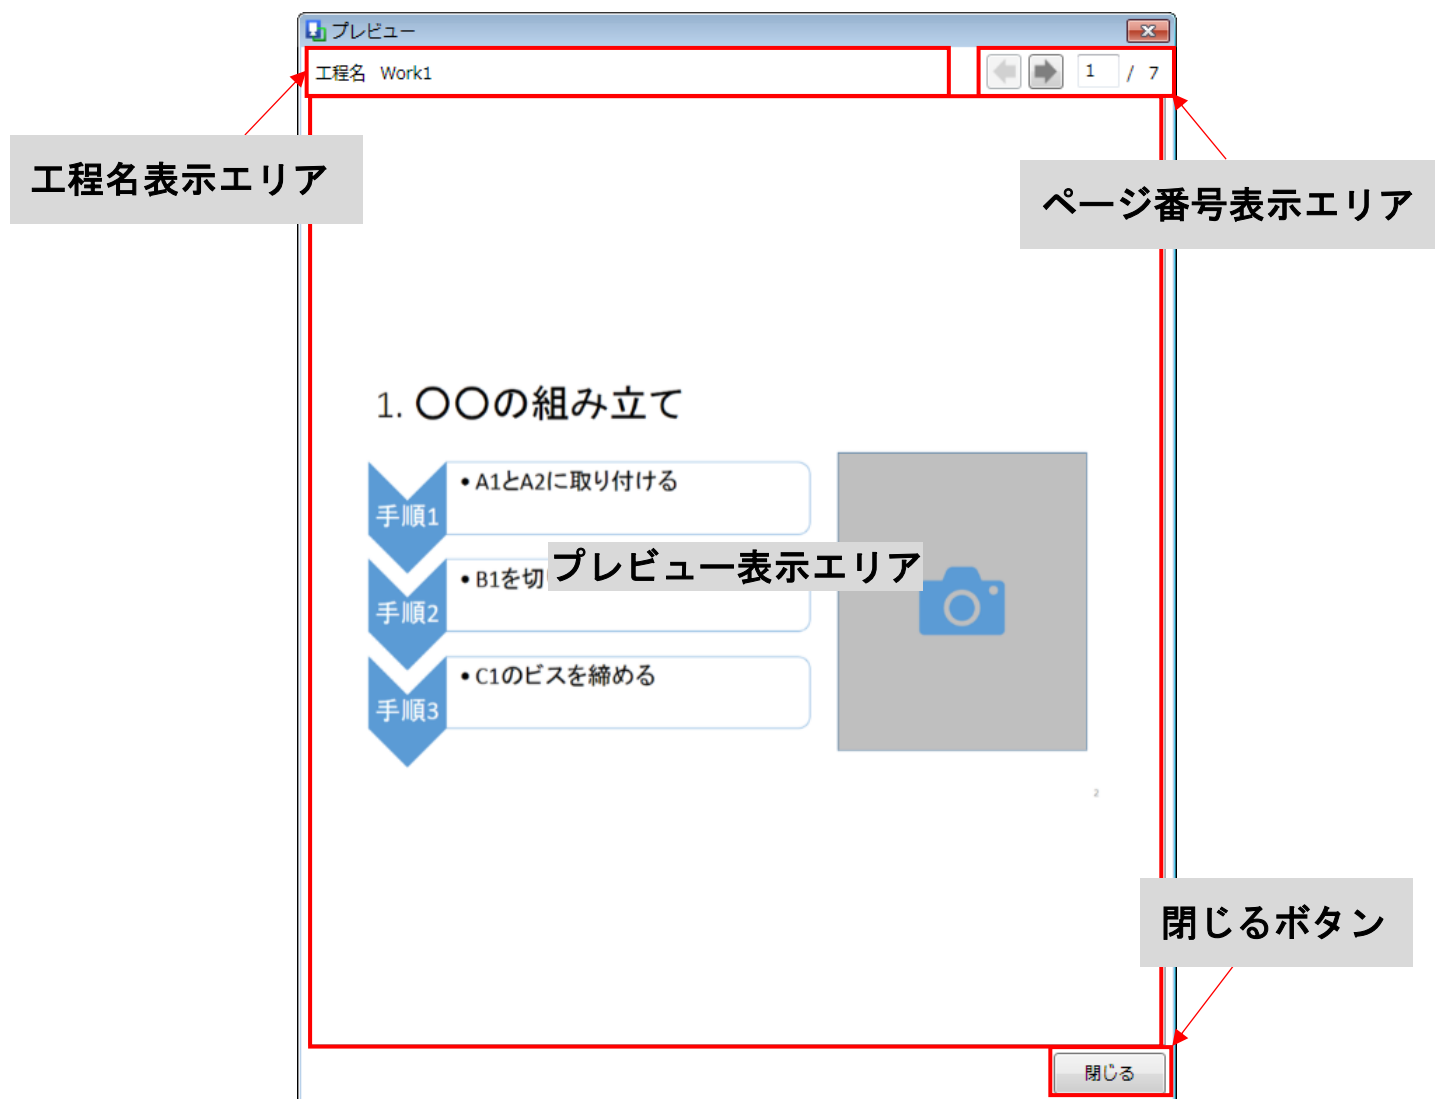 プレビュー
工程名 Work1
1 / 7
工程名表示エリア
ページ番号表示エリア
1. 〇〇の組み立て
手順1
• A1とA2に取り付ける
プレビュー表示エリア
手順2
• B1を切
手順3
• C1のビスを締める
2
閉じるボタン
閉じる